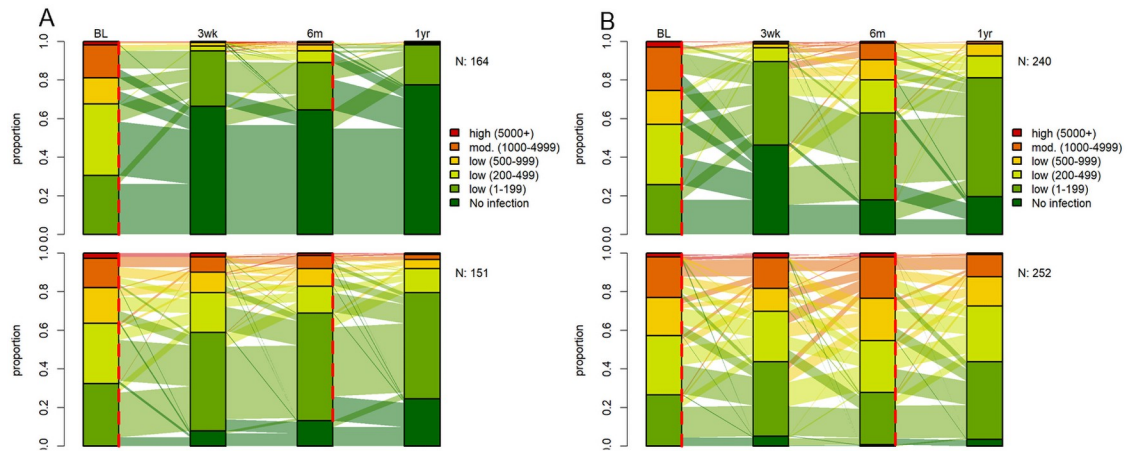 A
BL 3wk 6m 1yr
1.0
0.8
0.6
0.4
0.2
0.0
proportion
N: 164
high (5000+)
mod. (1000-4999)
low (500-999)
low (200-499)
low (1-199)
No infection
1.0
0.8
0.6
0.4
0.2
0.0
proportion
N: 151
B
BL 3wk 6m 1yr
1.0
0.8
0.6
0.4
0.2
0.0
proportion
N: 240
high (5000+)
mod. (1000-4999)
low (500-999)
low (200-499)
low (1-199)
No infection
1.0
0.8
0.6
0.4
0.2
0.0
proportion
N: 252